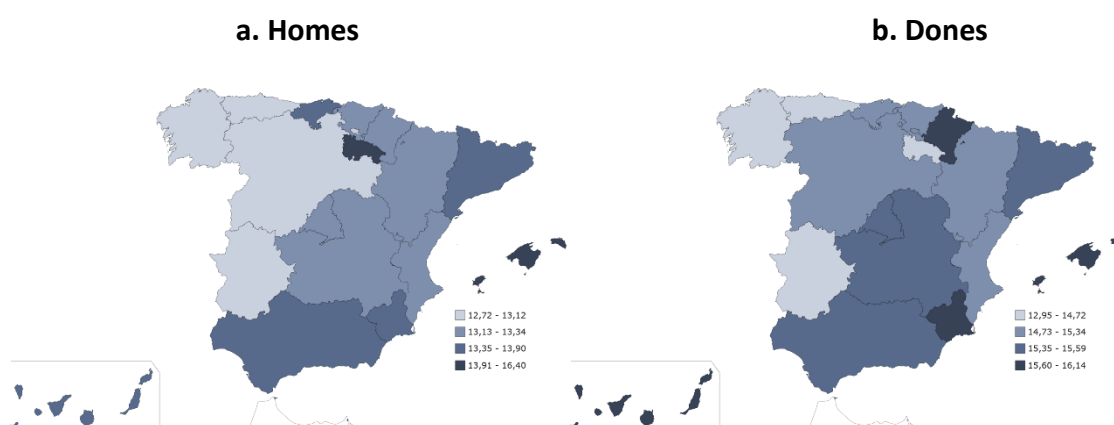 a. Homes
b. Dones
12,72 - 13,12
13,13 - 13,34
13,35 - 13,90
13,91 - 16,40
12,95 - 14,72
14,73 - 15,34
15,35 - 15,59
15,60 - 16,14